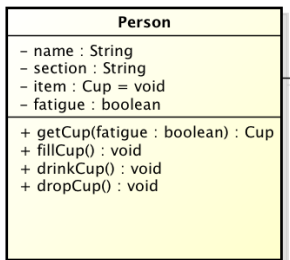 Person
- name : String
- section : String
- item : Cup = void
- fatigue : boolean
+ getCup(fatigue : boolean) : Cup
+ fillCup() : void
+ drinkCup() : void
+ dropCup() : void